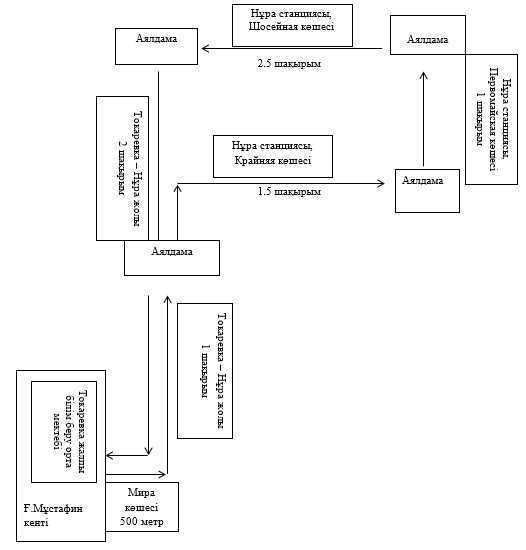 Нұра станциясы,
Шосейная көшесі
Аялдама
2.5 шақырым
Аялдама
Нұра станциясы,
Первомайская көшесі
1 шақырым
Токаревка – Нұра жолы
2 шақырым
Нұра станциясы,
Крайняя көшесі
1.5 шақырым
Аялдама
Аялдама
Токаревка – Нұра жолы
1 шақырым
Токаревка жалпы
білім беру орта
мектебі
Ғ.Мұстафин
кенті
Мира
көшесі
500 метр